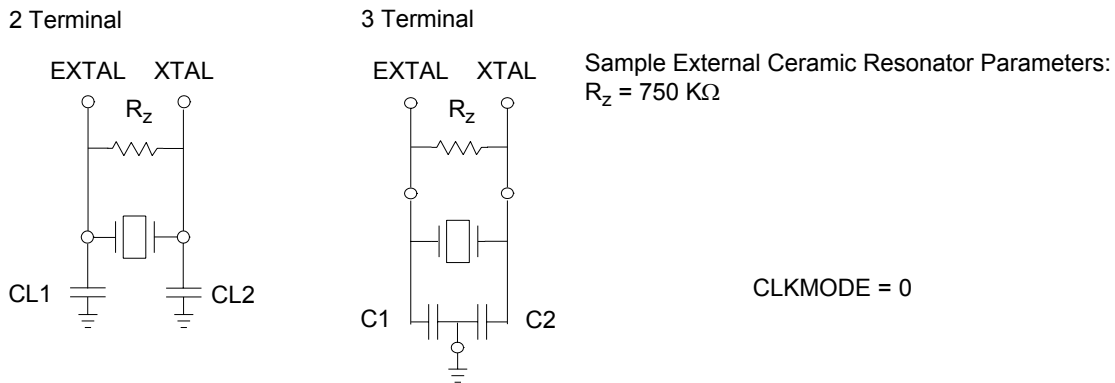 2 Terminal
EXTAL XTAL
Rz
CL1 CL2
3 Terminal
EXTAL XTAL
Rz
C1 C2
Sample External Ceramic Resonator Parameters:
Rz = 750 KΩ
CLKMODE = 0